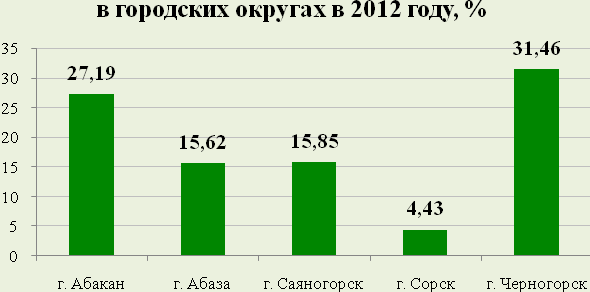 в городских округах в 2012 году, %
35
30
25
20
15
10
5
0
27,19
15,62
15,85
4,43
31,46
г. Абакан
г. Абаза
г. Саяногорск
г. Сорск
г. Черногорск